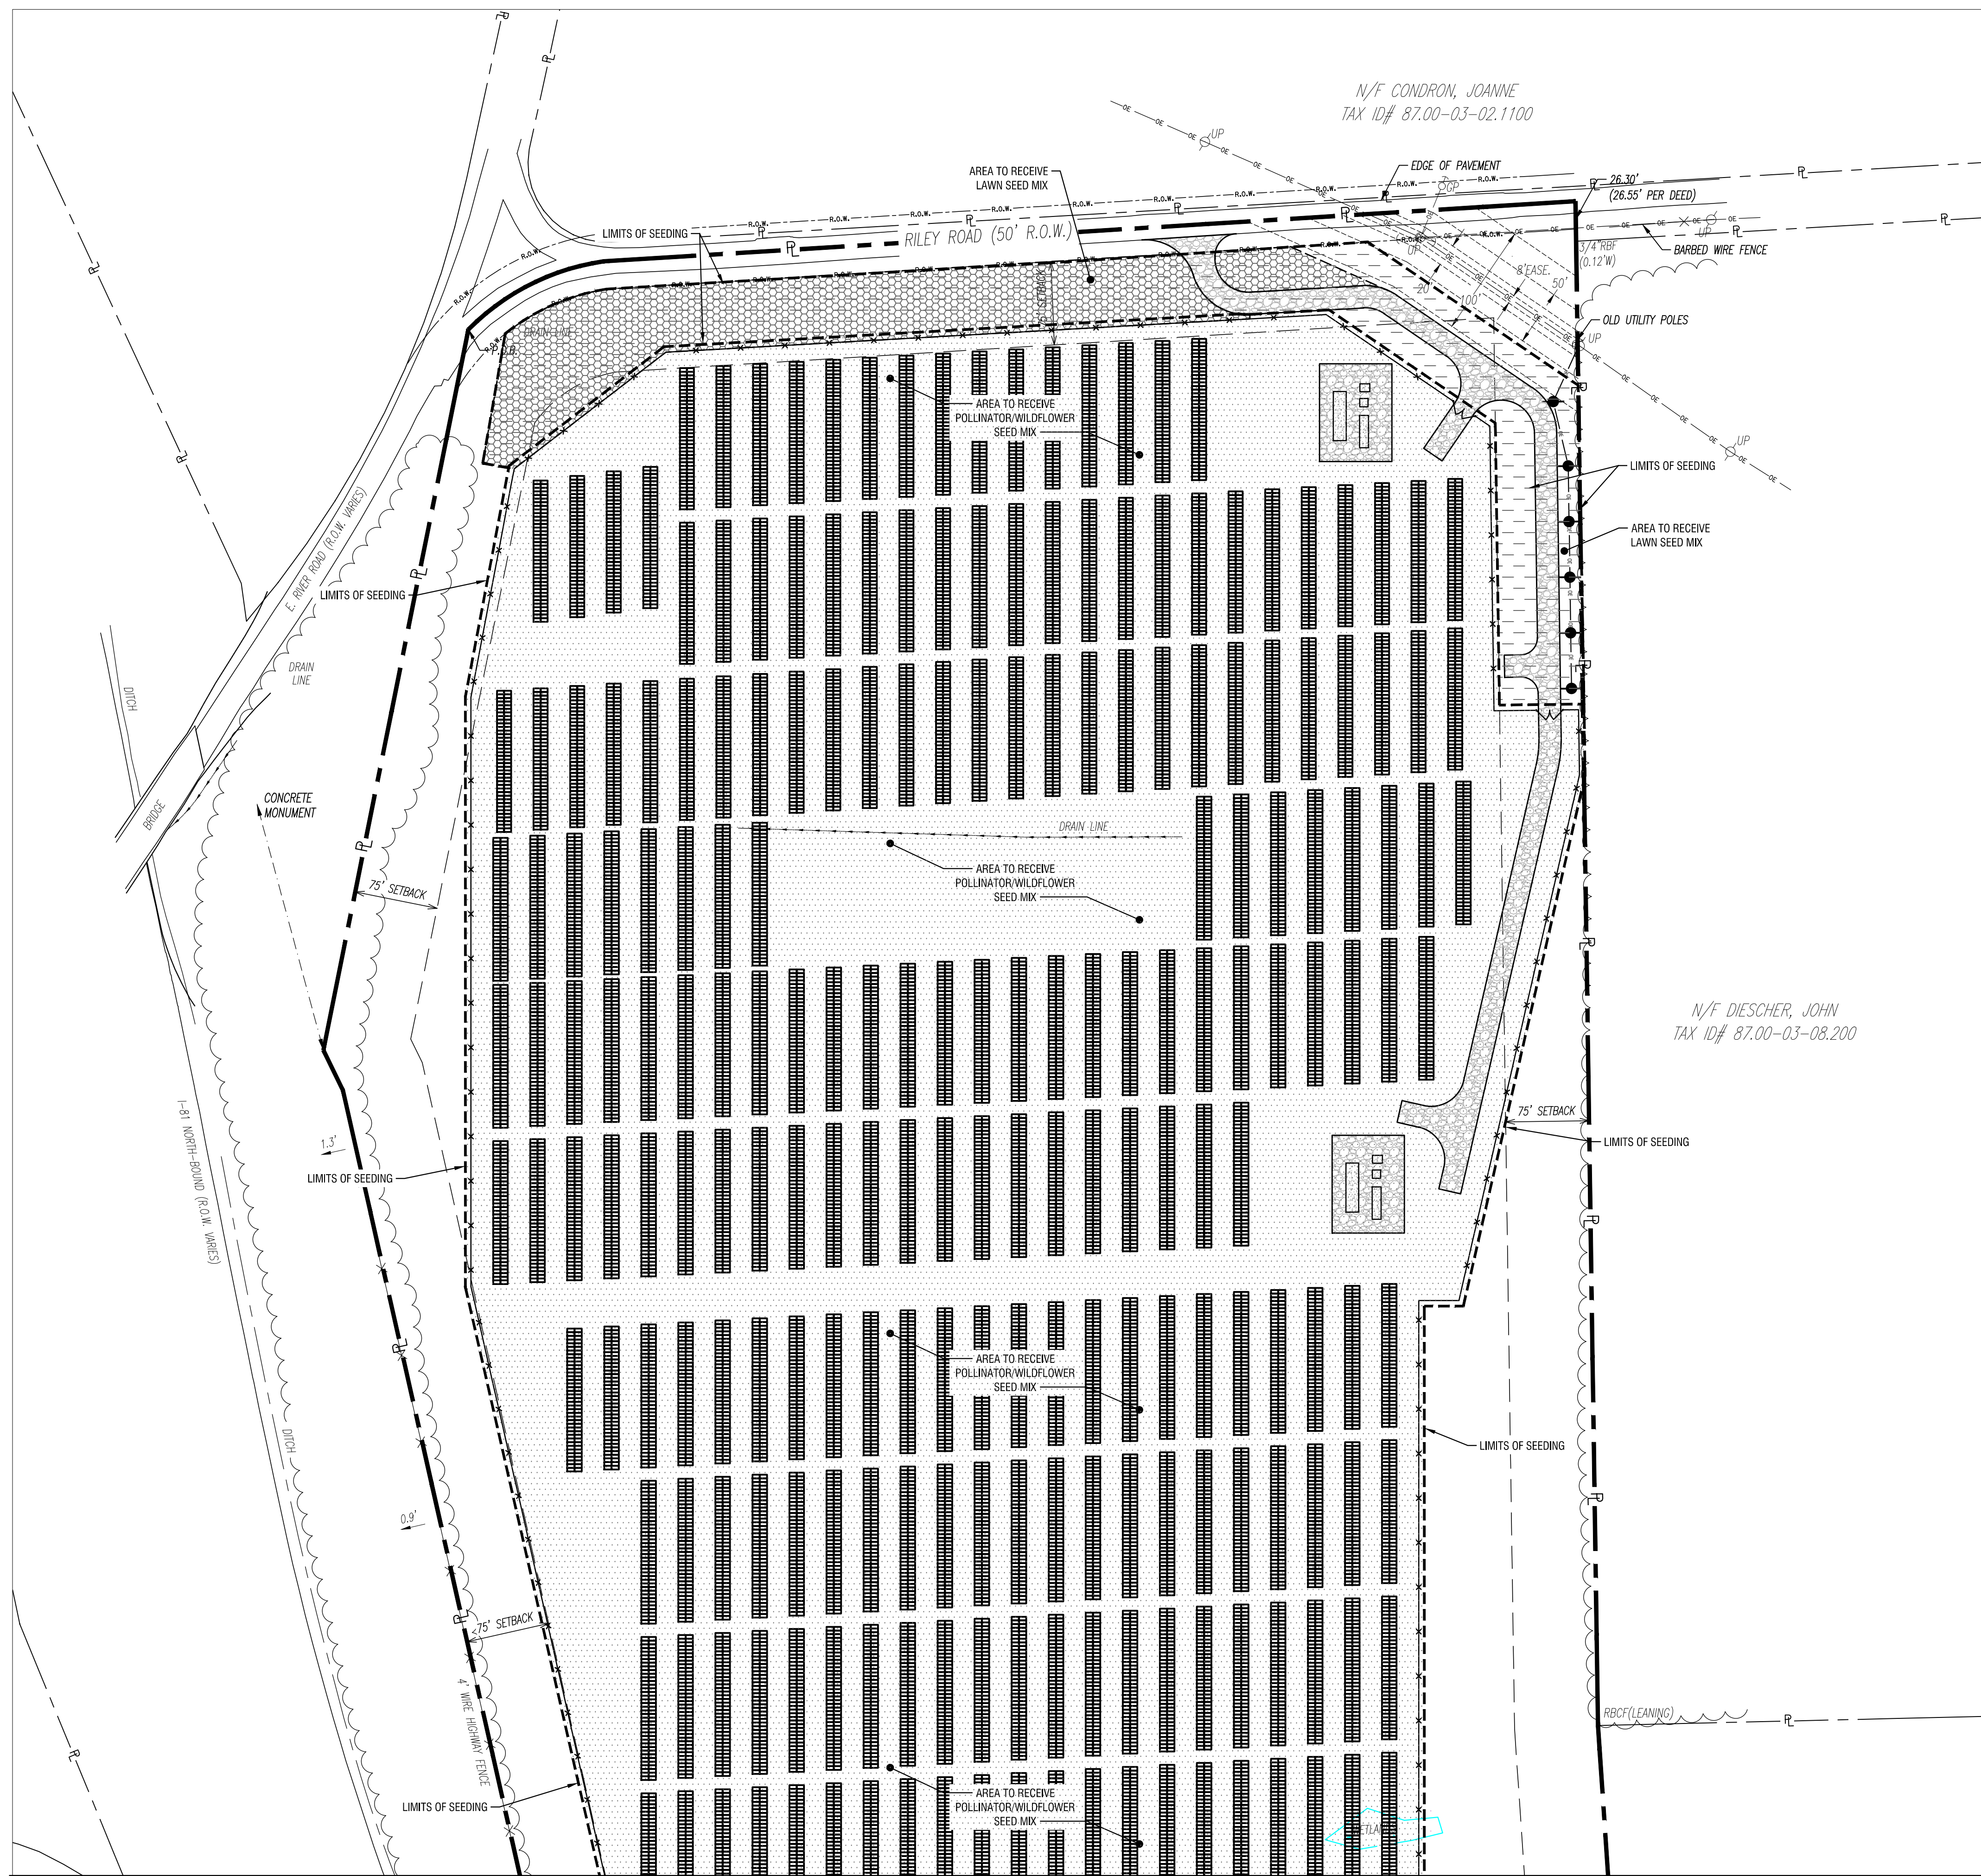 N/F CONDRON, JOANNE
TAX ID# 87.00-03-02.1100
UP
EDGE OF PAVEMENT
AREA TO RECEIVE
LAWN SEED MIX
GP
26.30'
(26.55' PER DEED)
LIMITS OF SEEDING
RILEY ROAD (50' R.O.W.)
R.O.W.
UP
UP
BARBED WIRE FENCE
3/4"RBF
(0.12'W)
8'EASE.
20'
100'
50'
DRAIN LINE
P.O.B.
SETBACK
OLD UTILITY POLES
UP
AREA TO RECEIVE
POLLINATOR/WILDFLOWER
SEED MIX
UP
LIMITS OF SEEDING
AREA TO RECEIVE
LAWN SEED MIX
E. RIVER ROAD (R.O.W. VARIES)
LIMITS OF SEEDING
DRAIN
LINE
DITCH
BRIDGE
CONCRETE
MONUMENT
DRAIN LINE
AREA TO RECEIVE
POLLINATOR/WILDFLOWER
SEED MIX
75' SETBACK
N/F DIESCHER, JOHN
TAX ID# 87.00-03-08.200
I-81 NORTH-BOUND (R.O.W. VARIES)
1.3'
75' SETBACK
LIMITS OF SEEDING
LIMITS OF SEEDING
AREA TO RECEIVE
POLLINATOR/WILDFLOWER
SEED MIX
DITCH
LIMITS OF SEEDING
0.9'
75' SETBACK
4' WIRE HIGHWAY FENCE
RBCF(LEANING)
LIMITS OF SEEDING
AREA TO RECEIVE
POLLINATOR/WILDFLOWER
SEED MIX